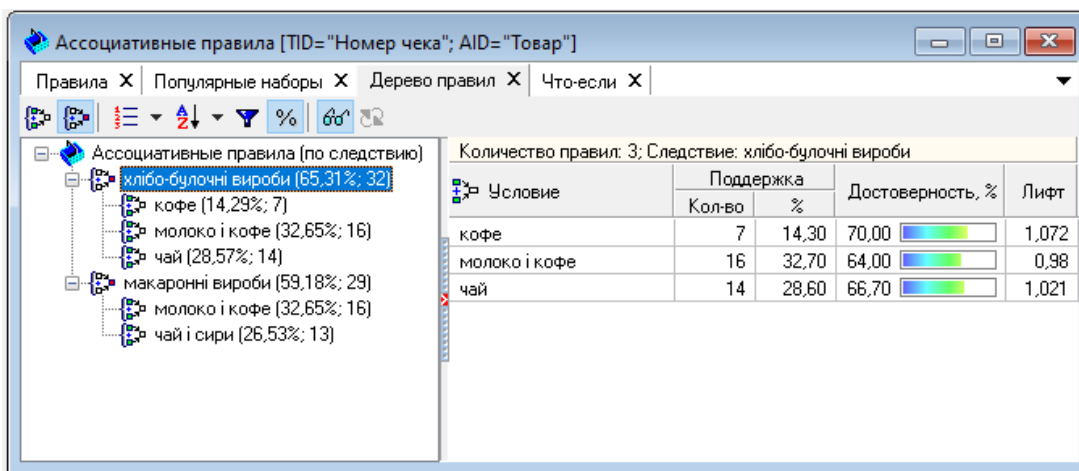 Ассоциативные правила [TID="Номер чека"; AID="Товар"]
Правила X Популярные наборы X Дерево правил X Что-если X
%
Ассоциативные правила (по следствию)
хлібо-булочні вироби (65,31%; 32)
кофе (14,29%; 7)
молоко і кофе (32,65%; 16)
чай (28,57%; 14)
макаронні вироби (59,18%; 29)
молоко і кофе (32,65%; 16)
чай і сири (26,53%; 13)
Количество правил: 3; Следствие: хлібо-булочні вироби
Условие Поддержка Достоверность, % Лифт
Кол-во %
кофе 7 14,30 70,00 1,072
молоко і кофе 16 32,70 64,00 0,98
чай 14 28,60 66,70 1,021